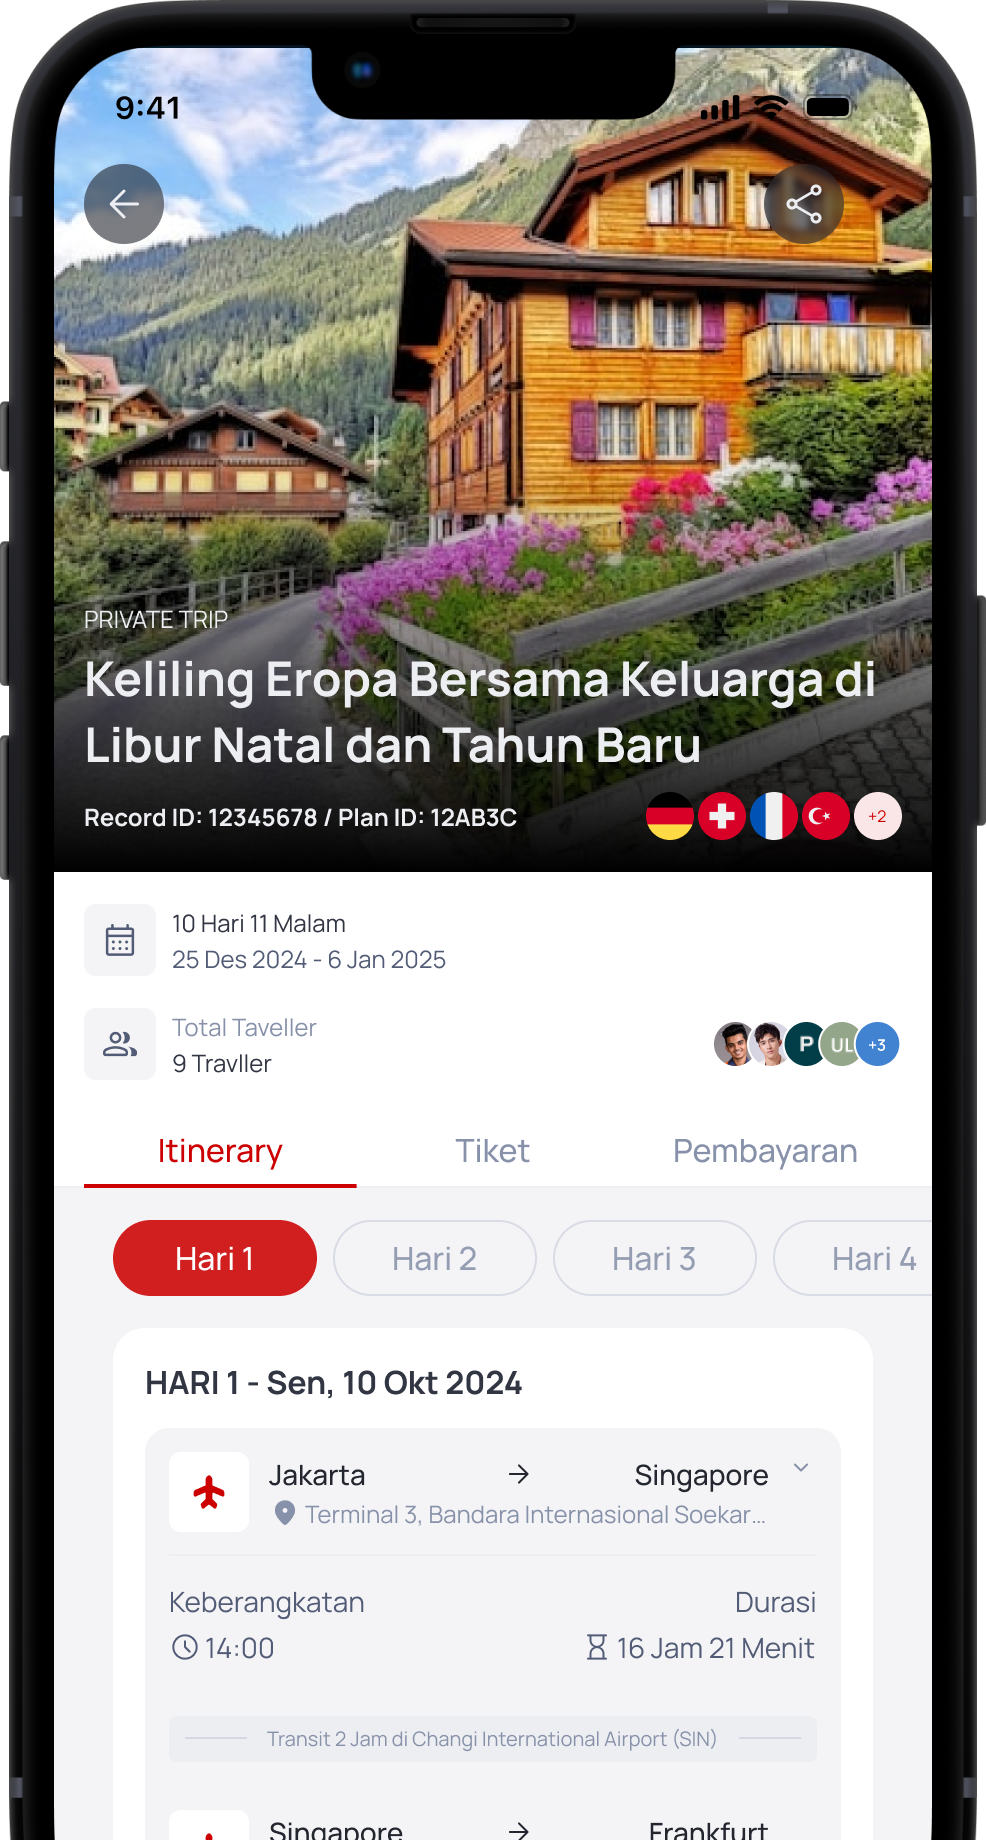 9:41
PRIVATE TRIP
Keliling Eropa Bersama Keluarga di
Libur Natal dan Tahun Baru
Record ID: 12345678 / Plan ID: 12AB3C
+2
10 Hari 11 Malam
25 Des 2024 - 6 Jan 2025
Total Taveller
9 Travller
P
UL
+3
Itinerary
Tiket
Pembayaran
Hari 1
Hari 2
Hari 3
Hari 4
HARI 1 - Sen, 10 Okt 2024
Jakarta → Singapore
Terminal 3, Bandara Internasional Soekar...
Keberangkatan
Durasi
14:00
16 Jam 21 Menit
Transit 2 Jam di Changi International Airport (SIN)
Singapore → Frankfurt